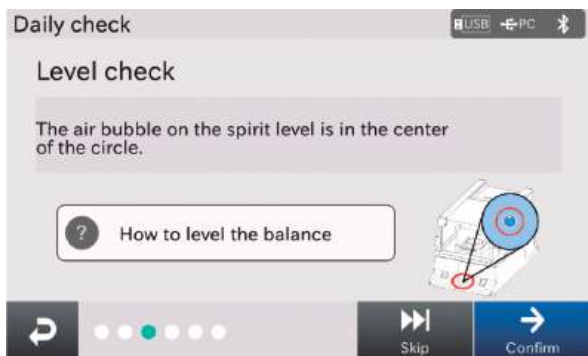 Daily check
USB
PC
Level check
The air bubble on the spirit level is in the center
of the circle.
? How to level the balance
Skip
Confirm